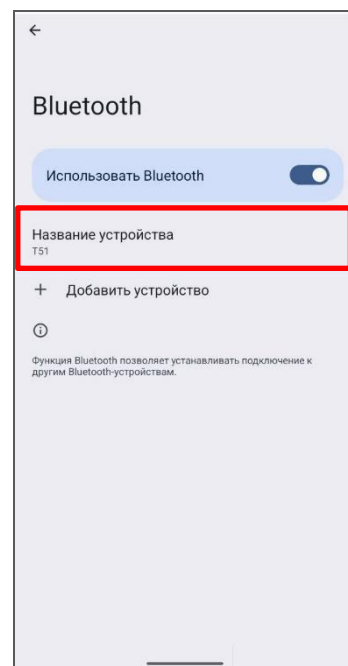 Bluetooth
Использовать Bluetooth
Название устройства
T51
+ Добавить устройство
Функция Bluetooth позволяет устанавливать подключение к
другим Bluetooth-устройствам.